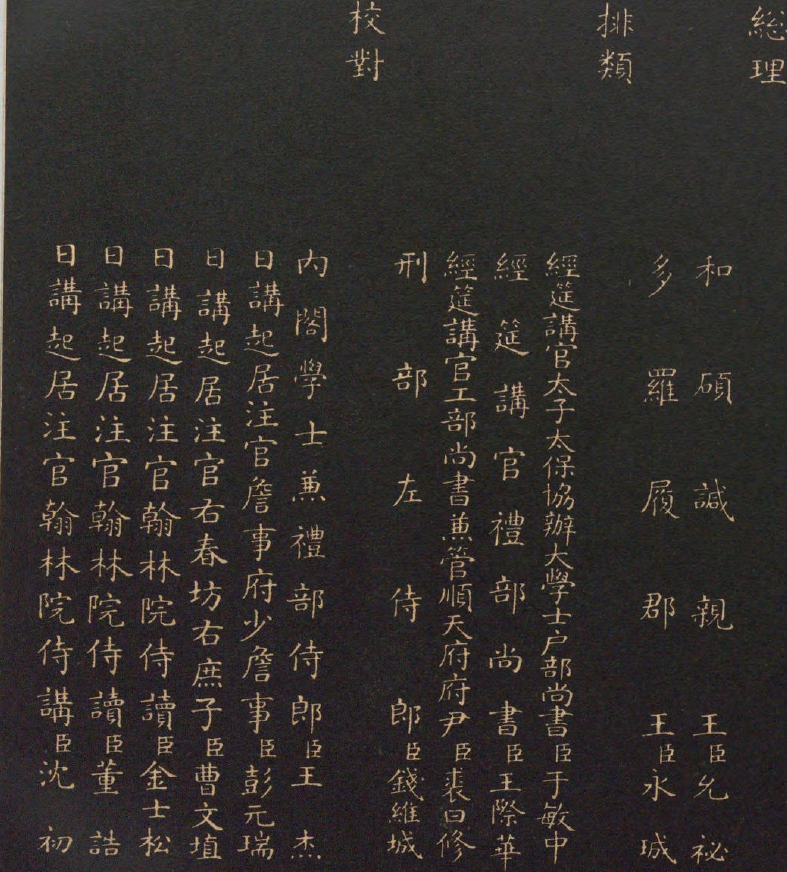 総理
和碩諴親王臣允祕
多羅履郡王臣永珹
排類
經筵講官太子太保協辦大學士户部尚書臣于敏中
經筵講官禮部尚書臣王際華
經筵講官工部尚書兼管順天府府尹臣裘曰修
刑部左侍郎臣錢維城
校對
內閣學士兼禮部侍郎臣王杰
日講起居注官詹事府少詹事臣彭元瑞
日講起居注官右春坊右庶子臣曹文埴
日講起居注官翰林院侍讀臣金士松
日講起居注官翰林院侍讀臣董誥
日講起居注官翰林院侍講臣沈初